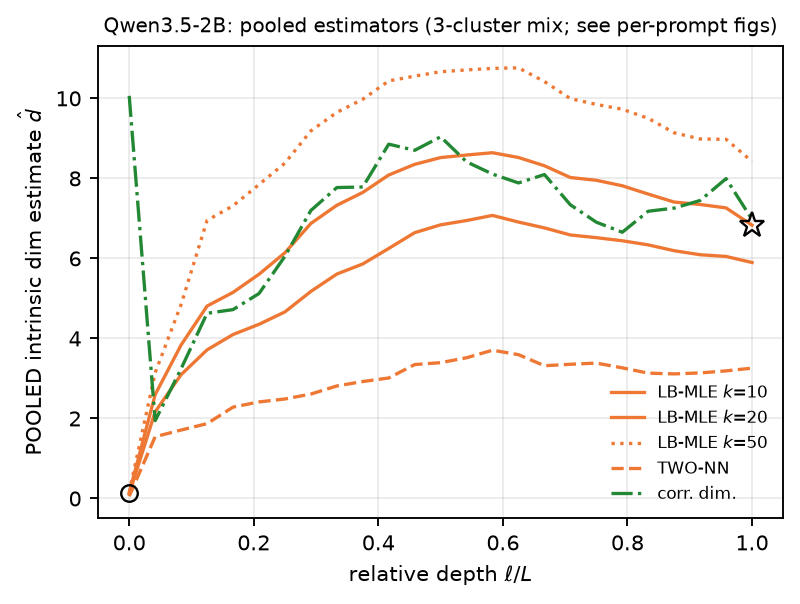 Qwen3.5-2B: pooled estimators (3-cluster mix; see per-prompt figs)
POOLED intrinsic dim estimate d̂
10
8
6
4
2
0
LB-MLE k=10
LB-MLE k=20
LB-MLE k=50
TWO-NN
corr. dim.
0.0 0.2 0.4 0.6 0.8 1.0
relative depth ℓ/L